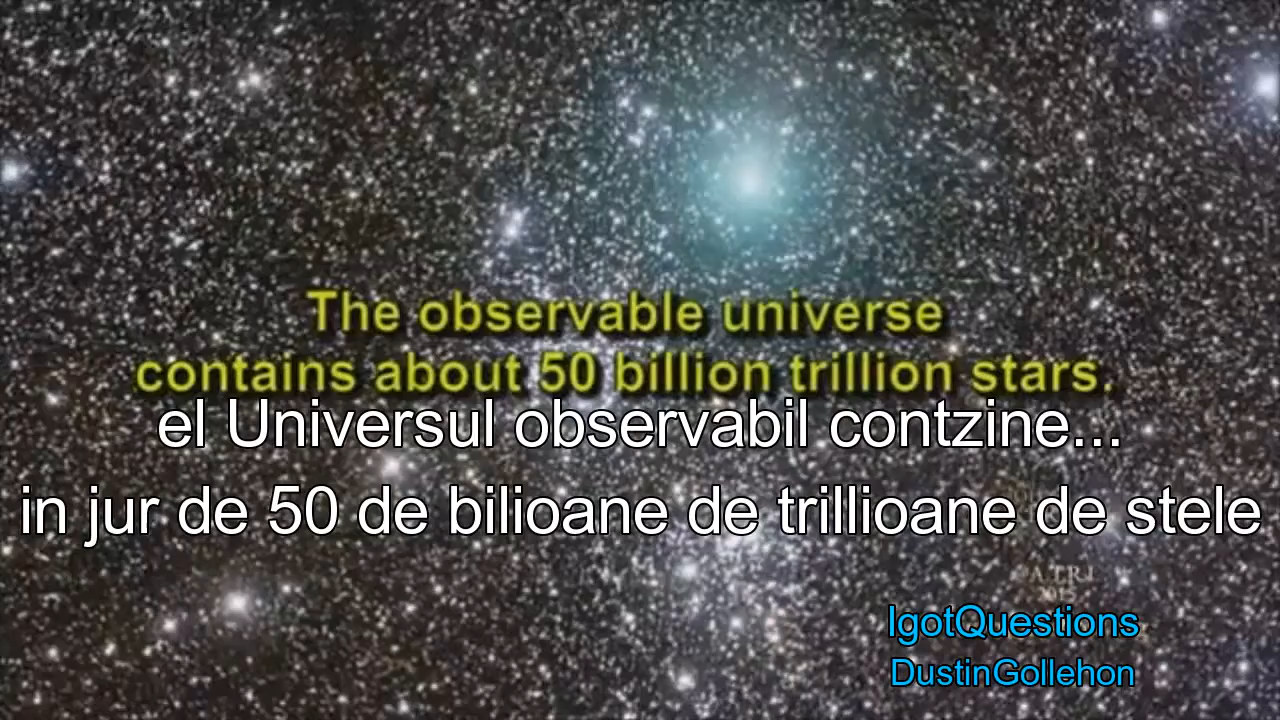 The observable universe
contains about 50 billion trillion stars.
el Universul observabil contzine...
in jur de 50 de bilioane de trillioane de stele
IgotQuestions
DustinGollehon